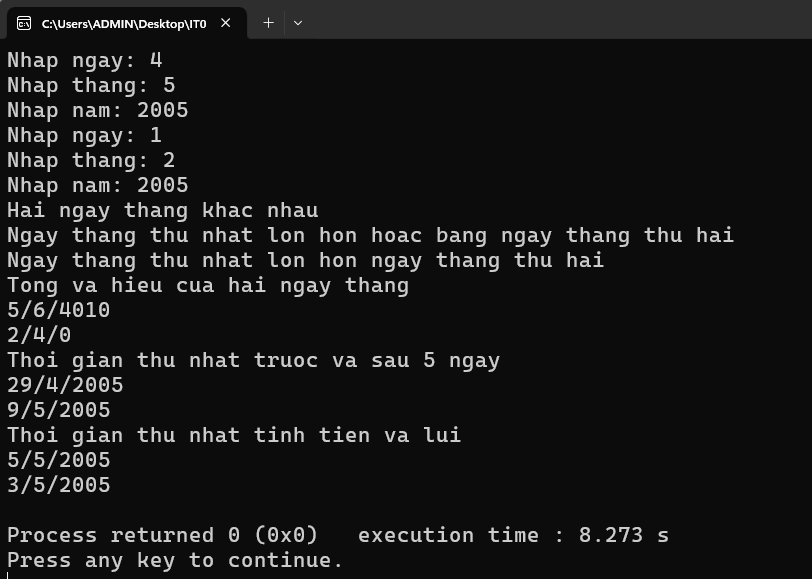 C:\Users\ADMIN\Desktop\IT0
Nhap ngay: 4
Nhap thang: 5
Nhap nam: 2005
Nhap ngay: 1
Nhap thang: 2
Nhap nam: 2005
Hai ngay thang khac nhau
Ngay thang thu nhat lon hon hoac bang ngay thang thu hai
Ngay thang thu nhat lon hon ngay thang thu hai
Tong va hieu cua hai ngay thang
5/6/4010
2/4/0
Thoi gian thu nhat truoc va sau 5 ngay
29/4/2005
9/5/2005
Thoi gian thu nhat tinh tien va lui
5/5/2005
3/5/2005
Process returned 0 (0x0)   execution time : 8.273 s
Press any key to continue.